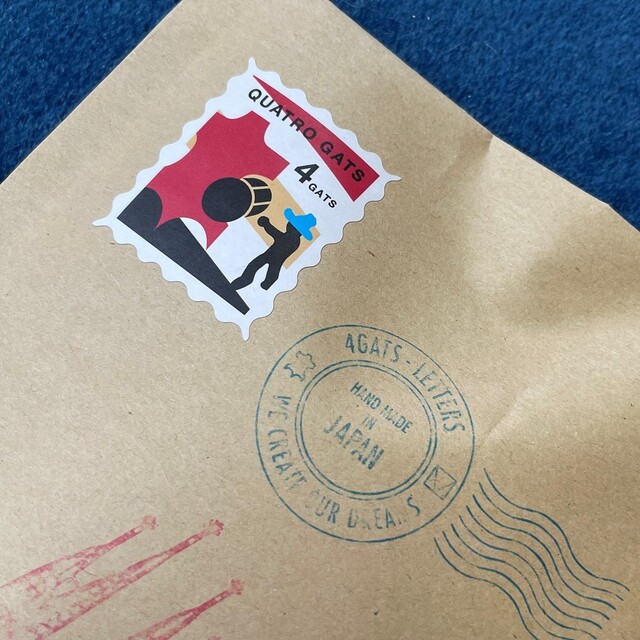 QUATRO GATS
4
GATS
4GATS - LETTERS
HAND MADE
IN
JAPAN
WE CREATE OUR DREAMS